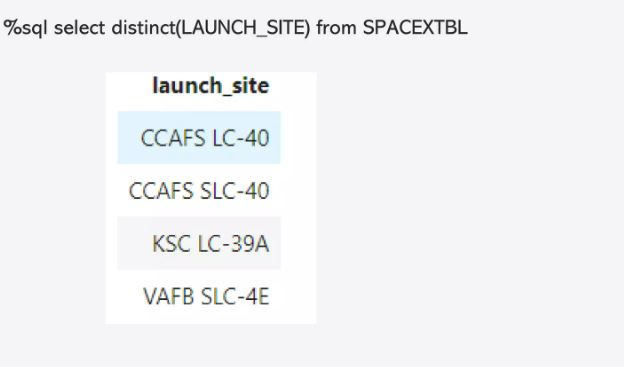 %sql select distinct(LAUNCH_SITE) from SPACEXTBL
launch_site
CCAFS LC-40
CCAFS SLC-40
KSC LC-39A
VAFB SLC-4E